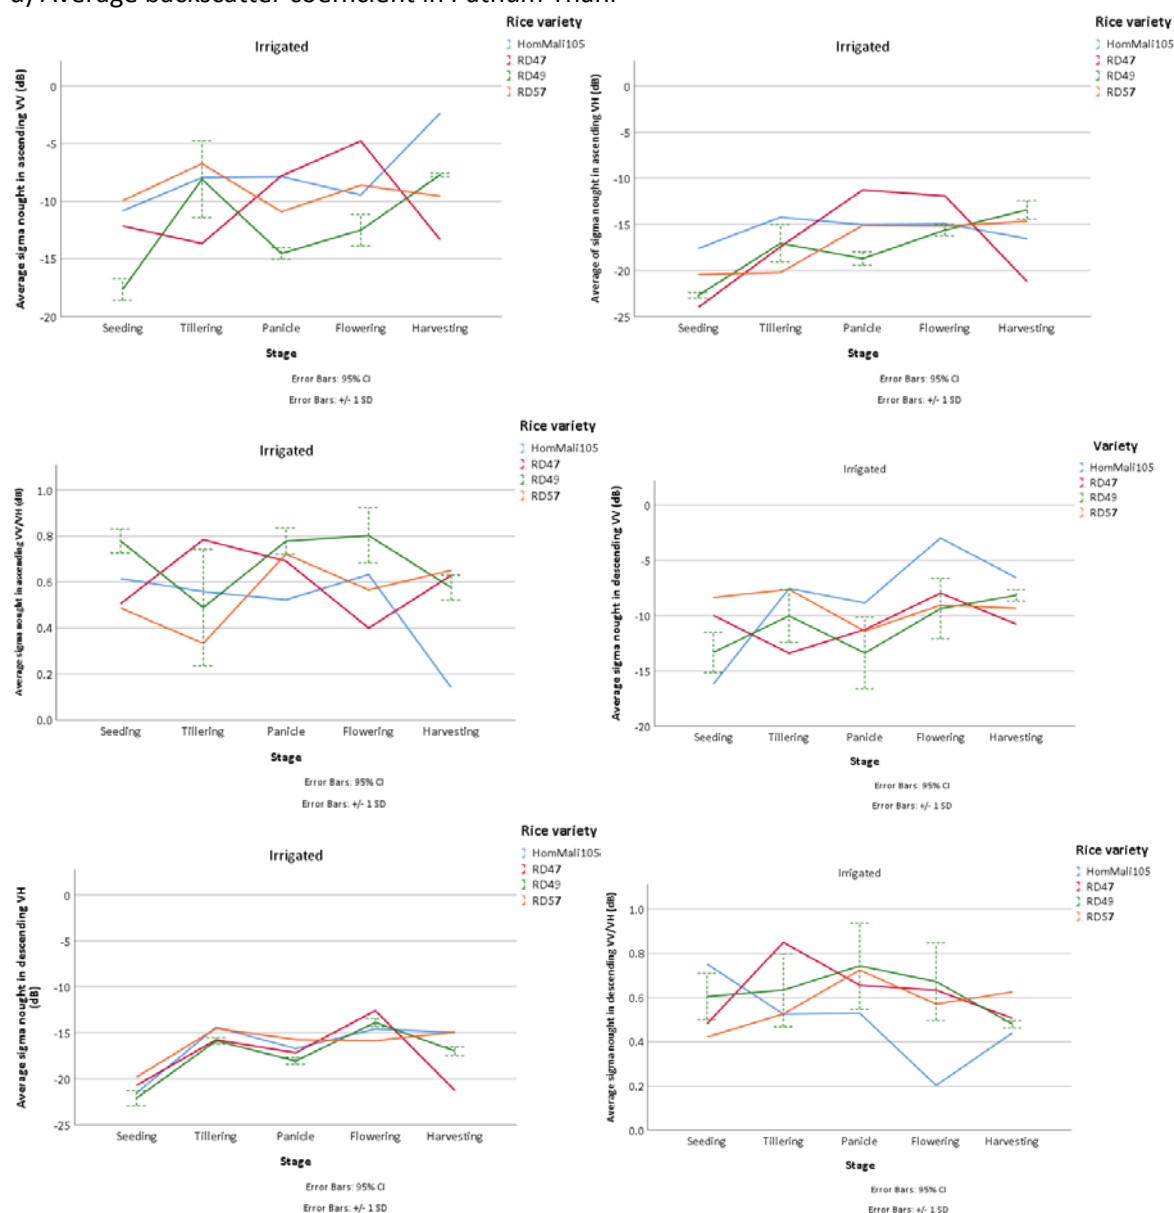 a) Average backscatter coefficient in Pathum Thani
Rice variety
HomMali105
RD47
RD49
RD57
Irrigated
Average sigma nought in ascending VV (dB)
0
-5
-10
-15
-20
Seeding Tillering Panicle Flowering Harvesting
Stage
Error Bars: 95% CI
Error Bars: +/- 1 SD
Rice variety
HomMali105
RD47
RD49
RD57
Irrigated
Average of sigma nought in ascending VH (dB)
0
-5
-10
-15
-20
-25
Seeding Tillering Panicle Flowering Harvesting
Stage
Error Bars: 95% CI
Error Bars: +/- 1 SD
Rice variety
HomMali105
RD47
RD49
RD57
Irrigated
Average sigma nought in ascending VV/VH (dB)
1.0
0.8
0.6
0.4
0.2
0.0
Seeding Tillering Panicle Flowering Harvesting
Stage
Error Bars: 95% CI
Error Bars: +/- 1 SD
Variety
HomMali105
RD47
RD49
RD57
Irrigated
Average sigma nought in descending VV (dB)
0
-5
-10
-15
-20
Seeding Tillering Panicle Flowering Harvesting
Stage
Error Bars: 95% CI
Error Bars: +/- 1 SD
Rice variety
HomMali105
RD47
RD49
RD57
Irrigated
Average sigma nought in descending VH
(dB)
0
-5
-10
-15
-20
-25
Seeding Tillering Panicle Flowering Harvesting
Stage
Error Bars: 95% CI
Error Bars: +/- 1 SD
Rice variety
HomMali105
RD47
RD49
RD57
Irrigated
Average sigma nought in descending VV/VH (dB)
1.0
0.8
0.6
0.4
0.2
0.0
Seeding Tillering Panicle Flowering Harvesting
Stage
Error Bars: 95% CI
Error Bars: +/- 1 SD